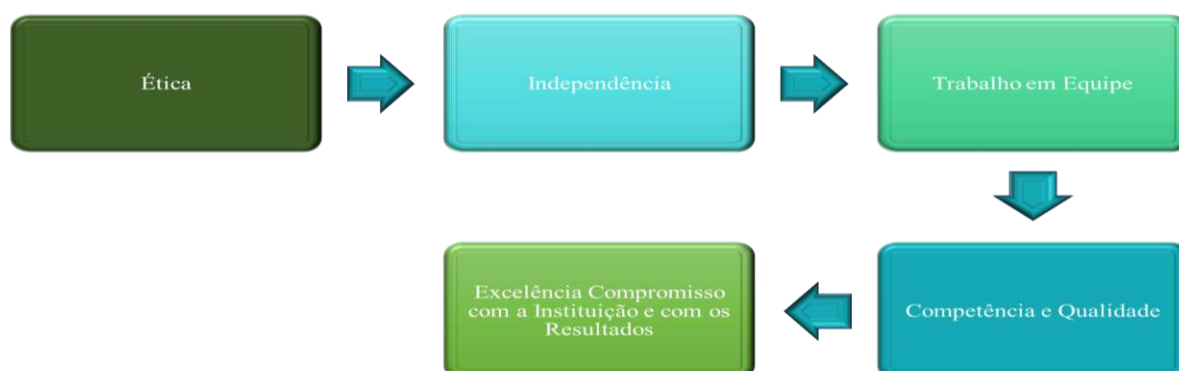 Ética
Independência
Trabalho em Equipe
Competência e Qualidade
Excelência Compromisso
com a Instituição e com os
Resultados